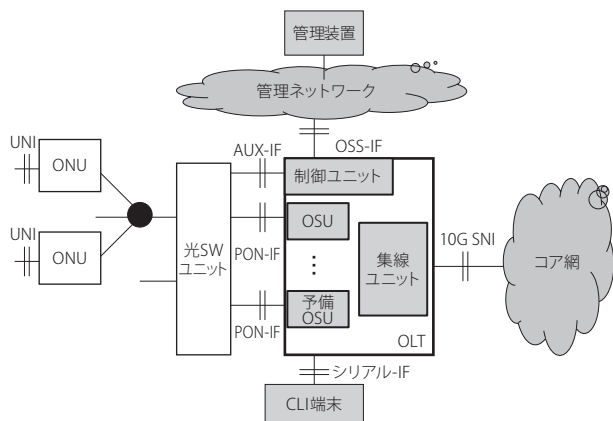 管理装置
管理ネットワーク
UNI
ONU
AUX-IF
OSS-IF
制御ユニット
OSU
UNI
ONU
光SW
ユニット
PON-IF
⋮
集線
ユニット
10G SNI
コア網
予備
OSU
PON-IF
OLT
シリアル-IF
CLI端末